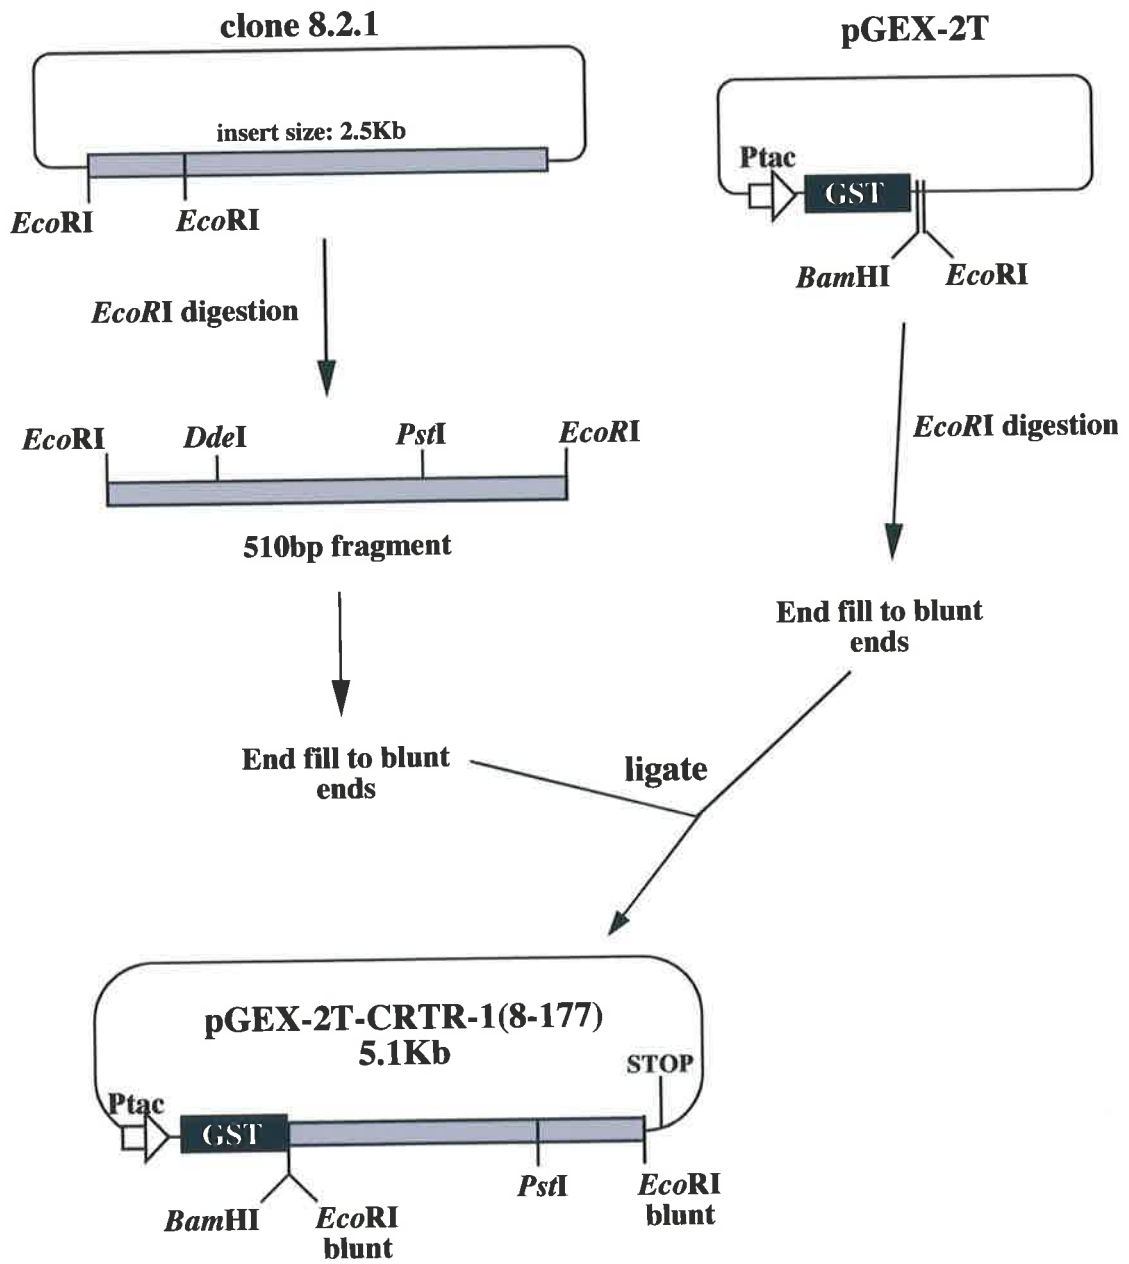 clone 8.2.1
pGEX-2T
insert size: 2.5Kb
EcoRI
EcoRI
Ptac
GST
BamHI
EcoRI
EcoRI digestion
EcoRI digestion
EcoRI
DdeI
PstI
EcoRI
510bp fragment
End fill to blunt
ends
End fill to blunt
ends
ligate
pGEX-2T-CRTR-1(8-177)
5.1Kb
STOP
Ptac
GST
BamHI
EcoRI
blunt
PstI
EcoRI
blunt